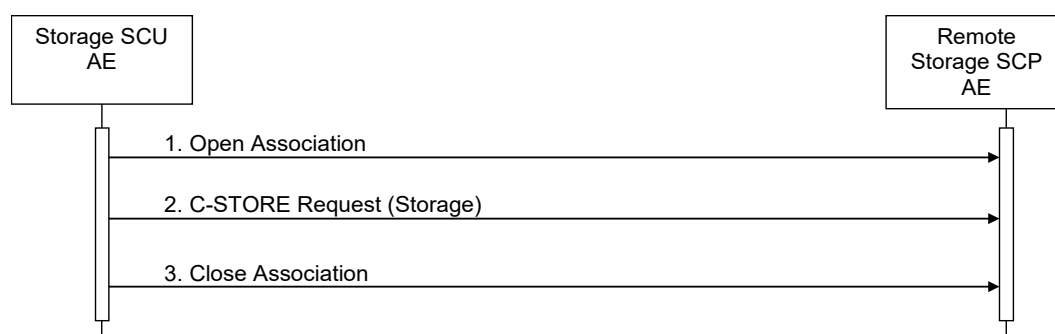 Storage SCU
AE
Remote
Storage SCP
AE
1. Open Association
2. C-STORE Request (Storage)
3. Close Association